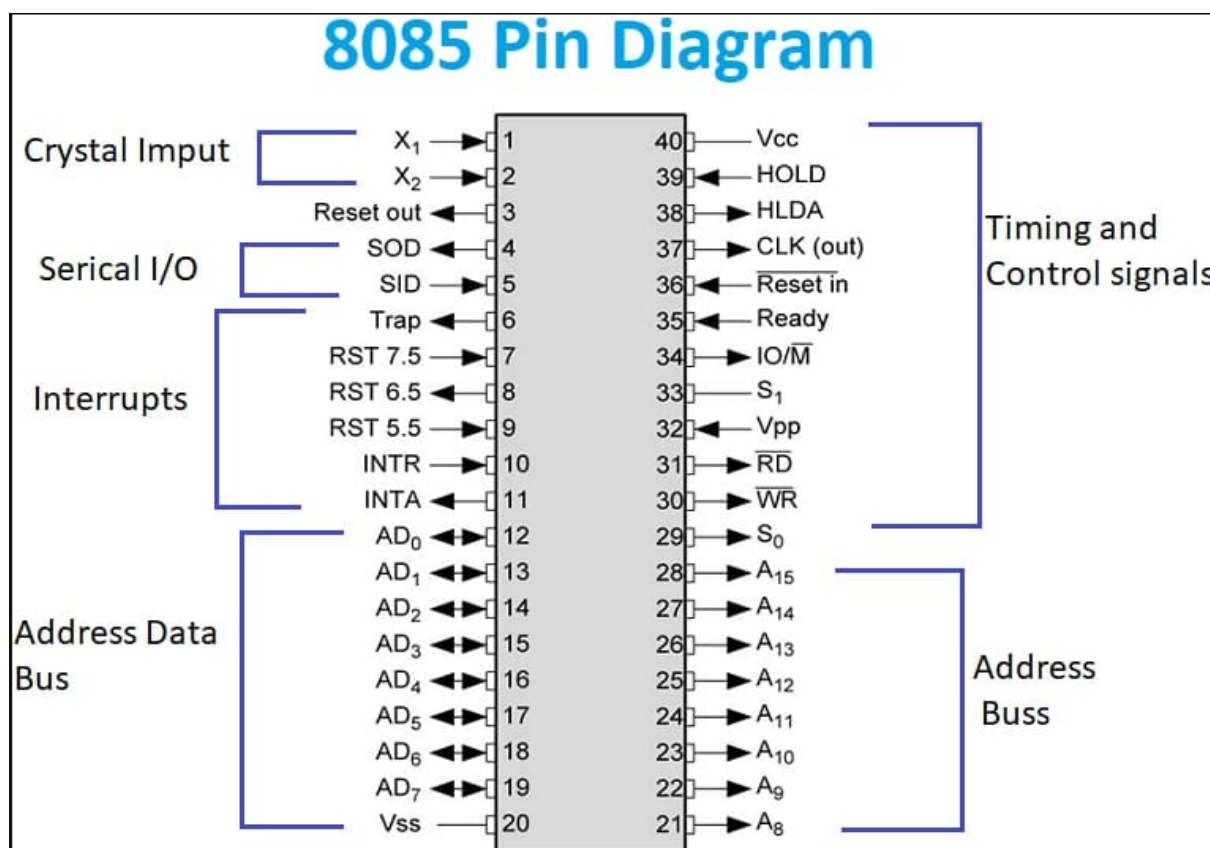 8085 Pin Diagram
Crystal Imput
Serical I/O
Interrupts
Address Data
Bus
X1 1
X2 2
Reset out 3
SOD 4
SID 5
Trap 6
RST 7.5 7
RST 6.5 8
RST 5.5 9
INTR 10
INTA 11
AD0 12
AD1 13
AD2 14
AD3 15
AD4 16
AD5 17
AD6 18
AD7 19
Vss 20
40 Vcc
39 HOLD
38 HLDA
37 CLK (out)
36 R̅e̅s̅e̅t̅ i̅n̅
35 Ready
34 IO/M̅
33 S1
32 Vpp
31 R̅D̅
30 W̅R̅
29 S0
28 A15
27 A14
26 A13
25 A12
24 A11
23 A10
22 A9
21 A8
Timing and
Control signals
Address
Buss